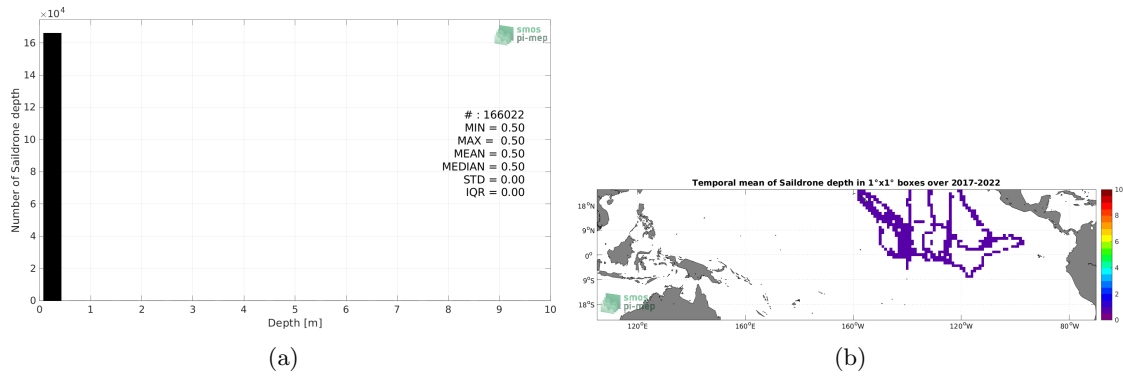 ×10⁴
smos
pi-mep
16
14
12
10
8
6
4
2
0
Number of Saildrone depth
# : 166022
MIN = 0.50
MAX = 0.50
MEAN = 0.50
MEDIAN = 0.50
STD = 0.00
IQR = 0.00
0 1 2 3 4 5 6 7 8 9 10
Depth [m]
(a)
Temporal mean of Saildrone depth in 1°x1° boxes over 2017-2022
18°N
9°N
0°
9°S
18°S
smos
pi-mep
120°E 160°E 160°W 120°W 80°W
10
8
6
4
2
0
(b)